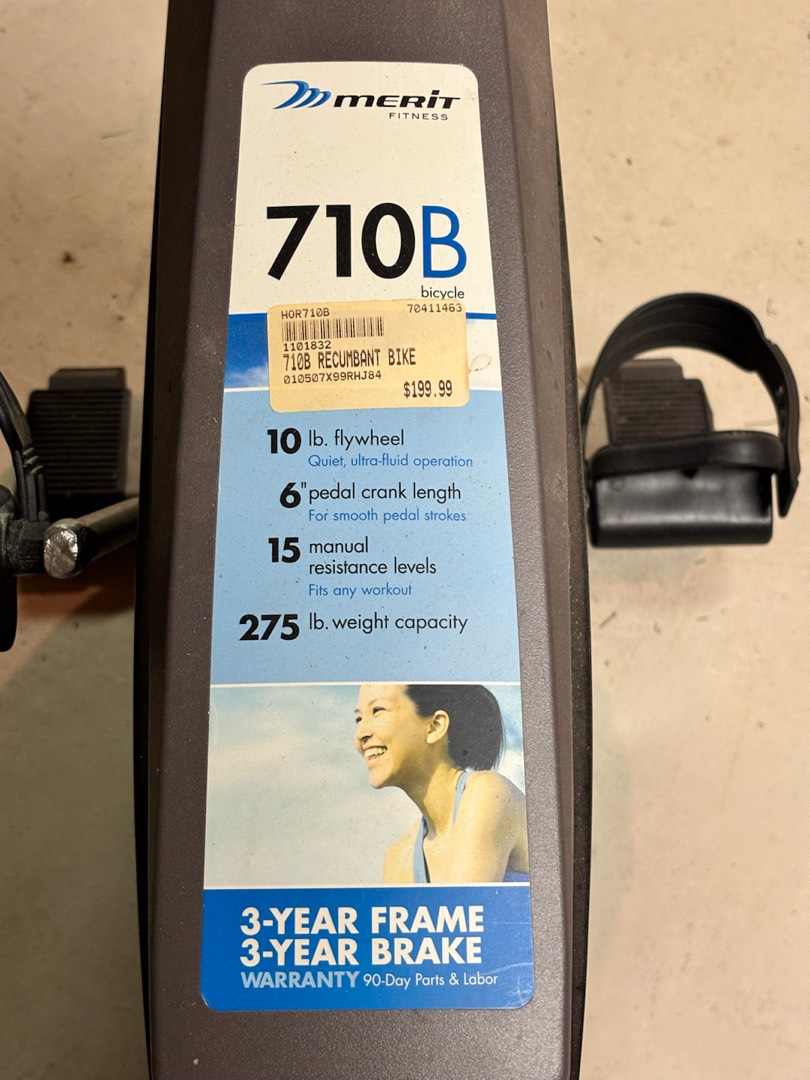 MERIT
FITNESS
710B
bicycle
HOR710B 70411463
1101832
710B RECUMBANT BIKE
010507X99RHJ84
$199.99
10 lb. flywheel
Quiet, ultra-fluid operation
6" pedal crank length
For smooth pedal strokes
15 manual
resistance levels
Fits any workout
275 lb. weight capacity
3-YEAR FRAME
3-YEAR BRAKE
WARRANTY 90-Day Parts & Labor